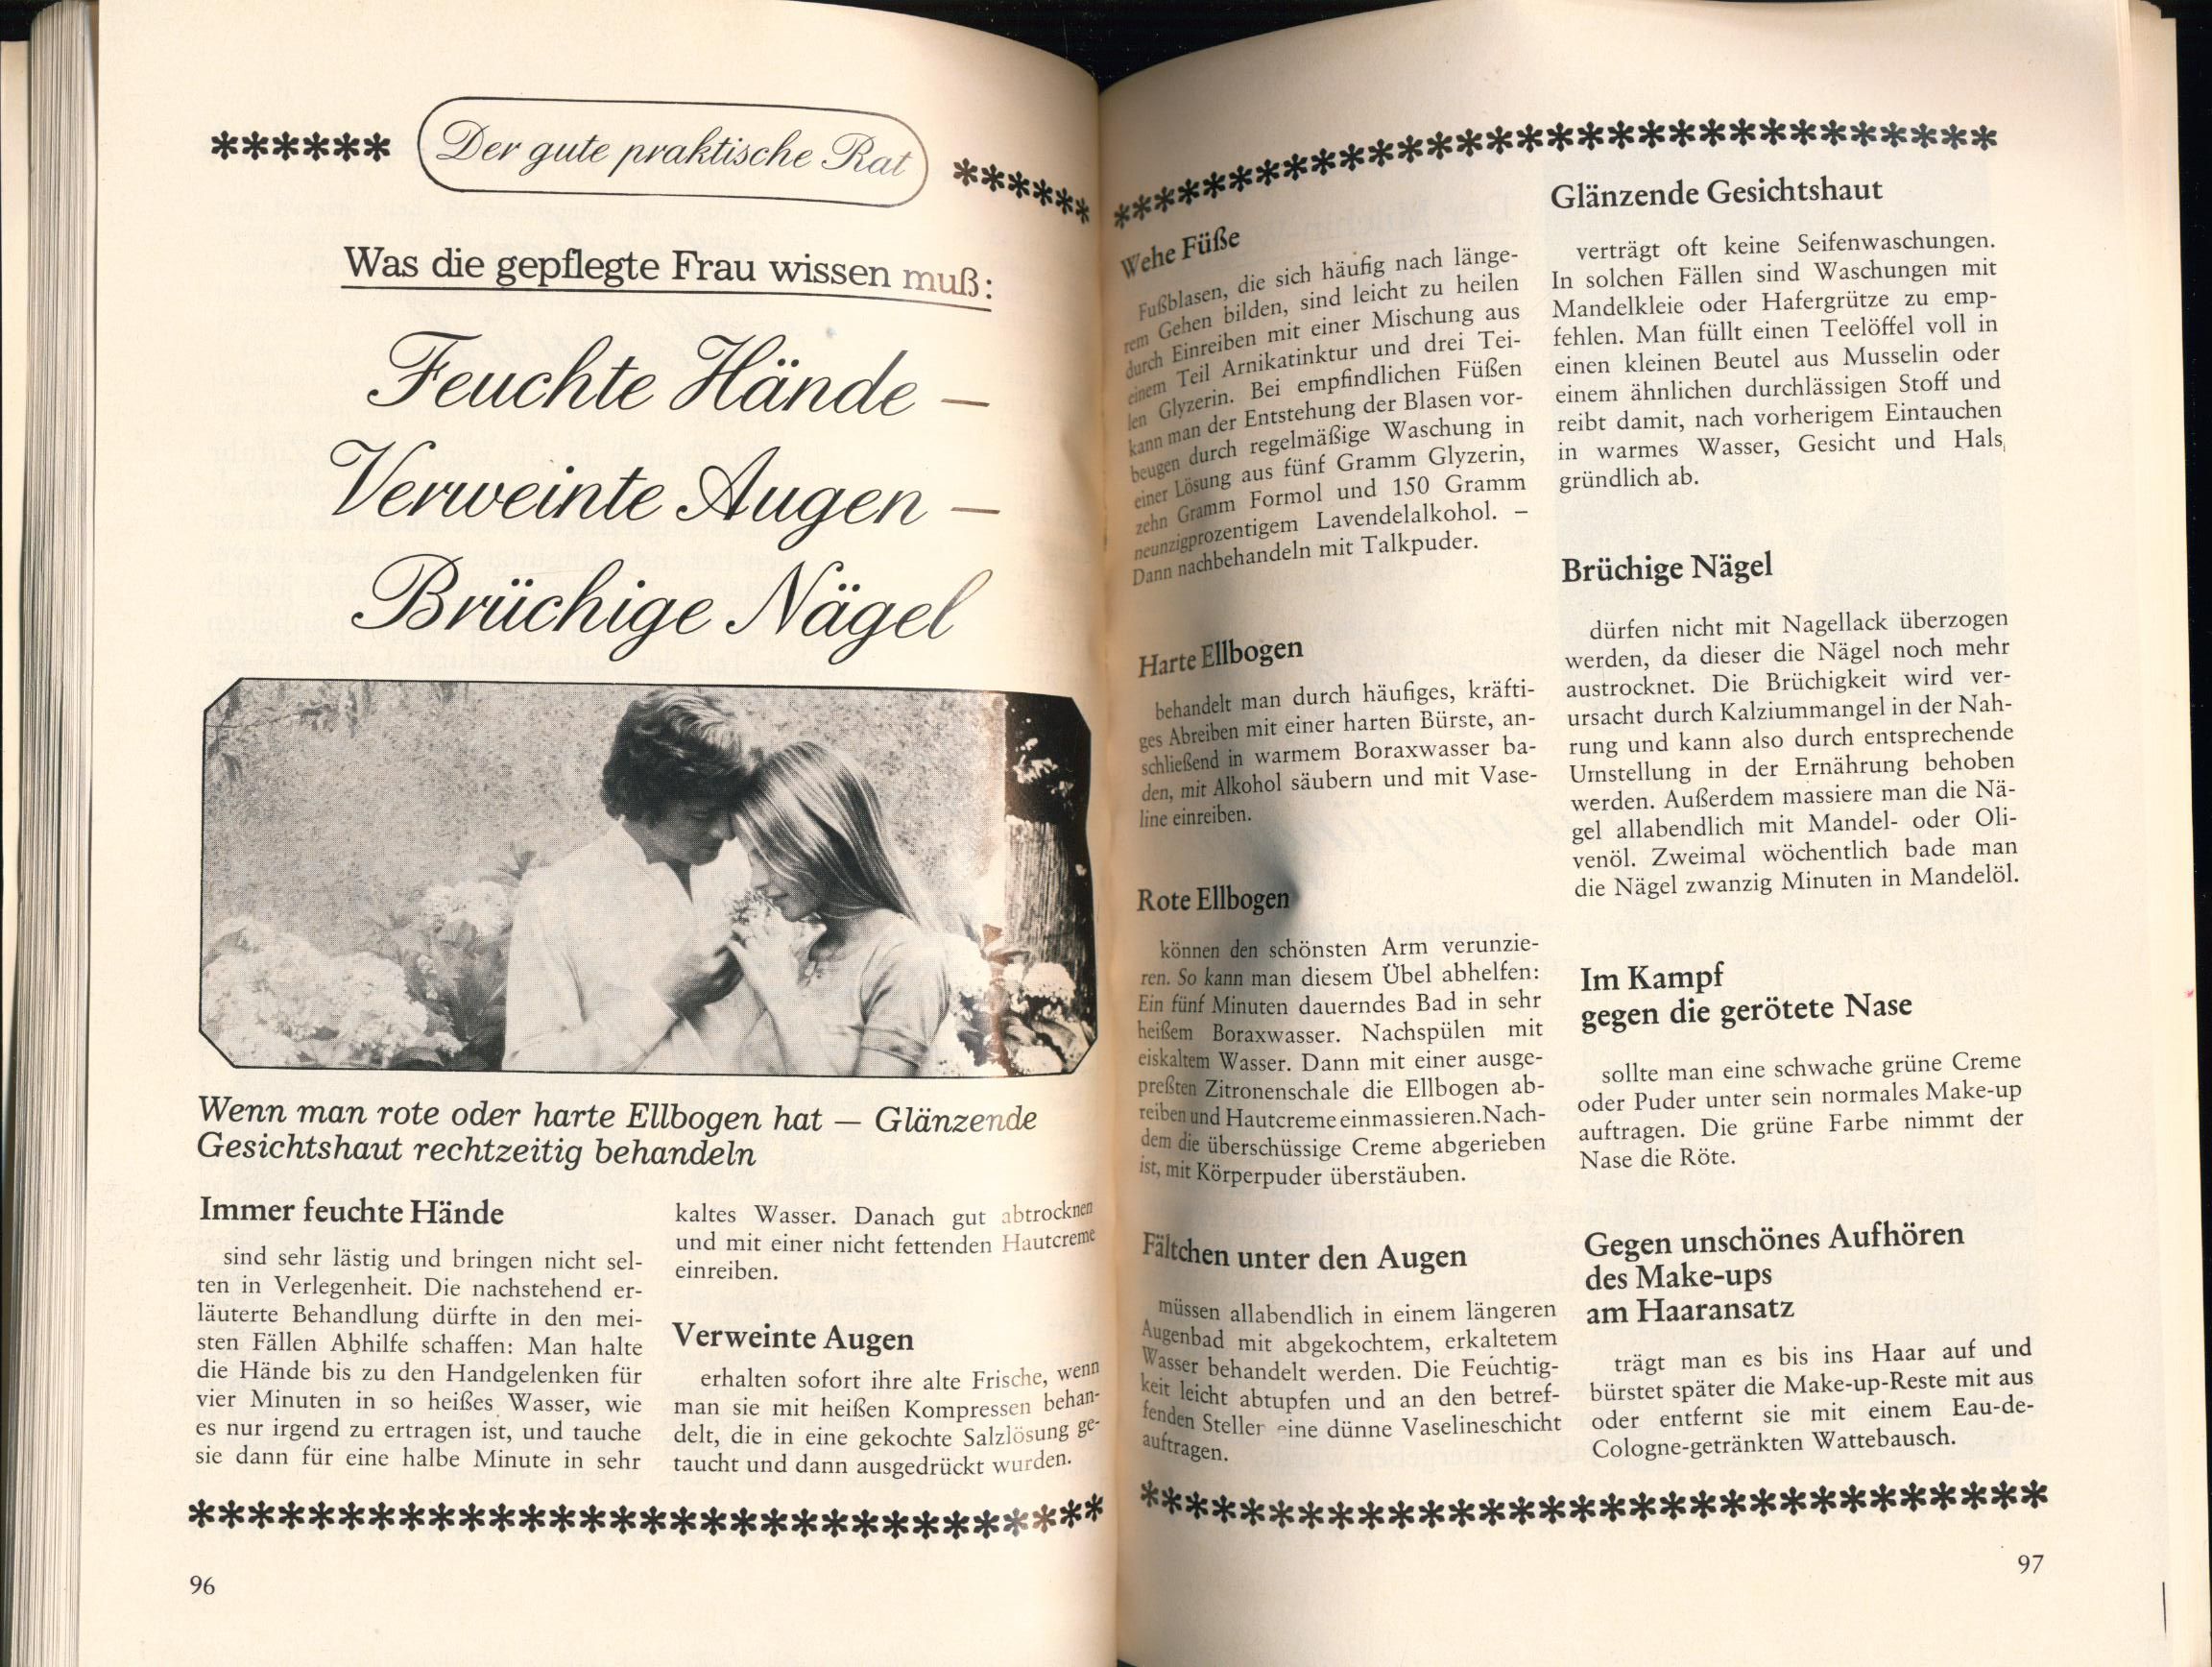 Der gute praktische Rat
Was die gepflegte Frau wissen muß:
Feuchte Hände –
Verweinte Augen –
Brüchige Nägel
Wenn man rote oder harte Ellbogen hat — Glänzende
Gesichtshaut rechtzeitig behandeln
Immer feuchte Hände
sind sehr lästig und bringen nicht sel-
ten in Verlegenheit. Die nachstehend er-
läuterte Behandlung dürfte in den mei-
sten Fällen Abhilfe schaffen: Man halte
die Hände bis zu den Handgelenken für
vier Minuten in so heißes Wasser, wie
es nur irgend zu ertragen ist, und tauche
sie dann für eine halbe Minute in sehr
kaltes Wasser. Danach gut abtrocknen
und mit einer nicht fettenden Hautcreme
einreiben.
Verweinte Augen
erhalten sofort ihre alte Frische, wenn
man sie mit heißen Kompressen behan-
delt, die in eine gekochte Salzlösung ge-
taucht und dann ausgedrückt wurden.
96
Wehe Füße
Fußblasen, die sich häufig nach länge-
rem Gehen bilden, sind leicht zu heilen
durch Einreiben mit einer Mischung aus
einem Teil Arnikatinktur und drei Tei-
len Glyzerin. Bei empfindlichen Füßen
kann man der Entstehung der Blasen vor-
beugen durch regelmäßige Waschung in
einer Lösung aus fünf Gramm Glyzerin,
zehn Gramm Formol und 150 Gramm
neunzigprozentigem Lavendelalkohol. –
Dann nachbehandeln mit Talkpuder.
Harte Ellbogen
behandelt man durch häufiges, kräfti-
ges Abreiben mit einer harten Bürste, an-
schließend in warmem Boraxwasser ba-
den, mit Alkohol säubern und mit Vase-
line einreiben.
Rote Ellbogen
können den schönsten Arm verunzie-
ren. So kann man diesem Übel abhelfen:
Ein fünf Minuten dauerndes Bad in sehr
heißem Boraxwasser. Nachspülen mit
eiskaltem Wasser. Dann mit einer ausge-
preßten Zitronenschale die Ellbogen ab-
reiben und Hautcreme einmassieren. Nach-
dem die überschüssige Creme abgerieben
ist, mit Körperpuder überstäuben.
Fältchen unter den Augen
müssen allabendlich in einem längeren
Augenbad mit abgekochtem, erkaltetem
Wasser behandelt werden. Die Feuchtig-
keit leicht abtupfen und an den betref-
fenden Steller eine dünne Vaselineschicht
auftragen.
Glänzende Gesichtshaut
verträgt oft keine Seifenwaschungen.
In solchen Fällen sind Waschungen mit
Mandelkleie oder Hafergrütze zu emp-
fehlen. Man füllt einen Teelöffel voll in
einen kleinen Beutel aus Musselin oder
einem ähnlichen durchlässigen Stoff und
reibt damit, nach vorherigem Eintauchen
in warmes Wasser, Gesicht und Hals
gründlich ab.
Brüchige Nägel
dürfen nicht mit Nagellack überzogen
werden, da dieser die Nägel noch mehr
austrocknet. Die Brüchigkeit wird ver-
ursacht durch Kalziummangel in der Nah-
rung und kann also durch entsprechende
Umstellung in der Ernährung behoben
werden. Außerdem massiere man die Nä-
gel allabendlich mit Mandel- oder Oli-
venöl. Zweimal wöchentlich bade man
die Nägel zwanzig Minuten in Mandelöl.
Im Kampf
gegen die gerötete Nase
sollte man eine schwache grüne Creme
oder Puder unter sein normales Make-up
auftragen. Die grüne Farbe nimmt der
Nase die Röte.
Gegen unschönes Aufhören
des Make-ups
am Haaransatz
trägt man es bis ins Haar auf und
bürstet später die Make-up-Reste mit aus
oder entfernt sie mit einem Eau-de-
Cologne-getränkten Wattebausch.
97